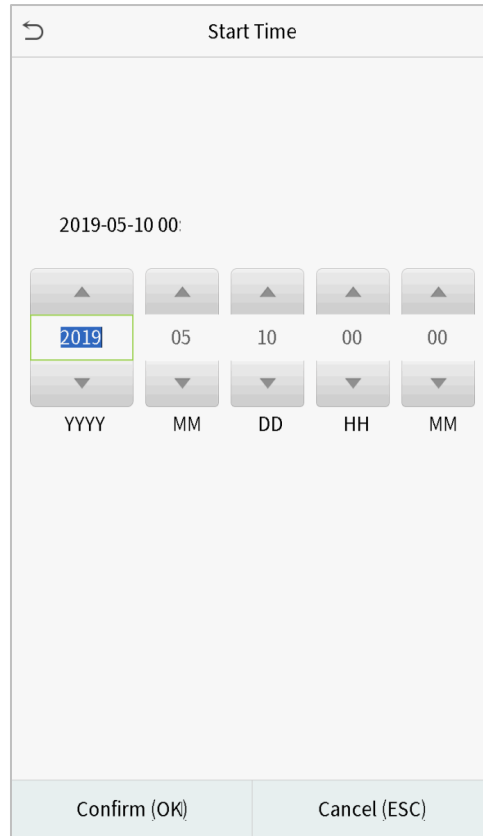 Start Time
2019-05-10 00:
2019 05 10 00 00
YYYY MM DD HH MM
Confirm (OK) Cancel (ESC)